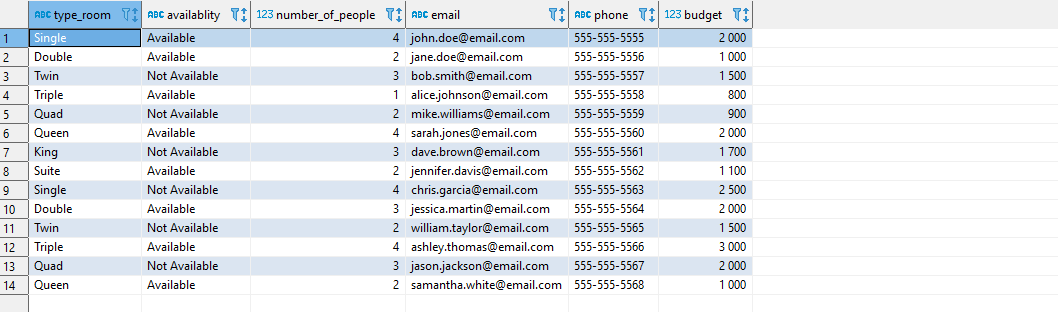 ABC type_room ABC availablity 123 number_of_people ABC email ABC phone 123 budget
1 Single Available 4 john.doe@email.com 555-555-5555 2 000
2 Double Available 2 jane.doe@email.com 555-555-5556 1 000
3 Twin Not Available 3 bob.smith@email.com 555-555-5557 1 500
4 Triple Available 1 alice.johnson@email.com 555-555-5558 800
5 Quad Not Available 2 mike.williams@email.com 555-555-5559 900
6 Queen Available 4 sarah.jones@email.com 555-555-5560 2 000
7 King Not Available 3 dave.brown@email.com 555-555-5561 1 700
8 Suite Available 2 jennifer.davis@email.com 555-555-5562 1 100
9 Single Not Available 4 chris.garcia@email.com 555-555-5563 2 500
10 Double Available 3 jessica.martin@email.com 555-555-5564 2 000
11 Twin Not Available 2 william.taylor@email.com 555-555-5565 1 500
12 Triple Available 4 ashley.thomas@email.com 555-555-5566 3 000
13 Quad Not Available 3 jason.jackson@email.com 555-555-5567 2 000
14 Queen Available 2 samantha.white@email.com 555-555-5568 1 000